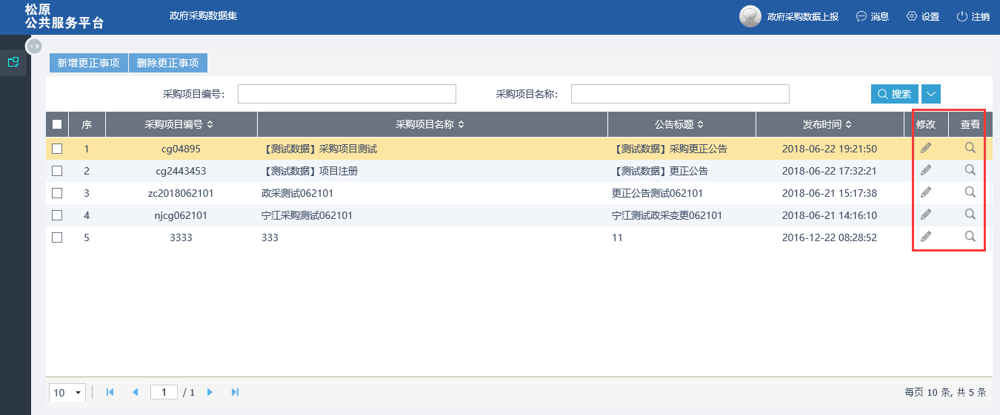 松原
公共服务平台
政府采购数据集
政府采购数据上报 消息 设置 注销
新增更正事项 删除更正事项
采购项目编号： 采购项目名称： 搜索
序 采购项目编号 采购项目名称 公告标题 发布时间 修改 查看
1 cg04895 【测试数据】采购项目测试 【测试数据】采购更正公告 2018-06-22 19:21:50
2 cg2443453 【测试数据】项目注册 【测试数据】更正公告 2018-06-22 17:32:21
3 zc2018062101 政采测试062101 更正公告测试062101 2018-06-21 15:17:38
4 njcg062101 宁江采购测试062101 宁江测试政采变更062101 2018-06-21 14:16:10
5 3333 333 11 2016-12-22 08:28:52
10 1 / 1 每页 10 条, 共 5 条